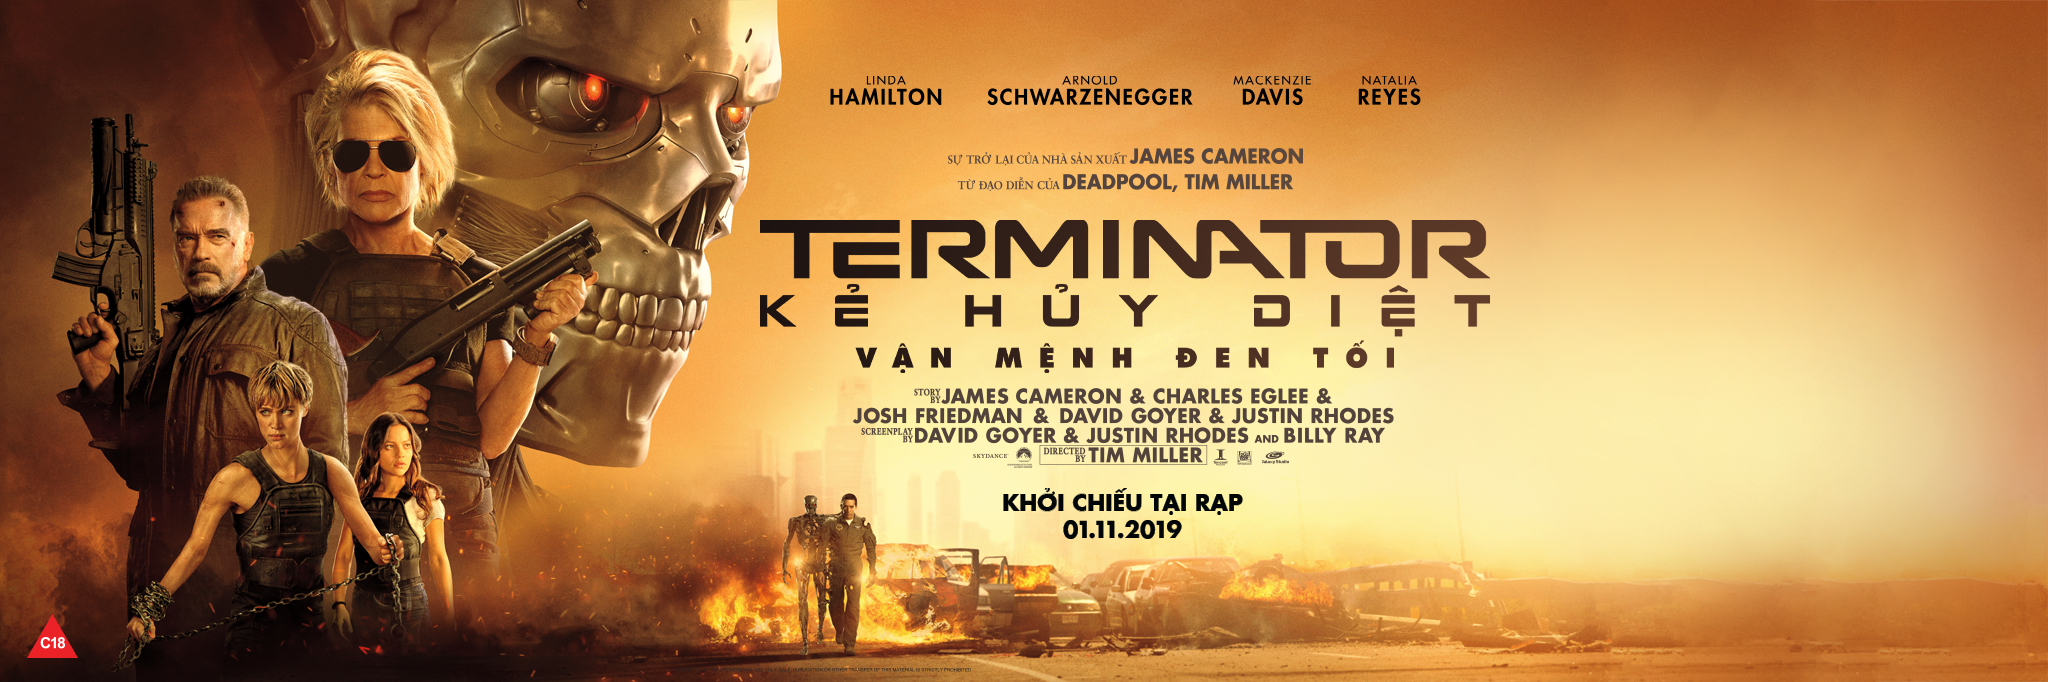 LINDA HAMILTON
ARNOLD SCHWARZENEGGER
MACKENZIE DAVIS
NATALIA REYES
SỰ TRỞ LẠI CỦA NHÀ SẢN XUẤT JAMES CAMERON
TỪ ĐẠO DIỄN CỦA DEADPOOL, TIM MILLER
TERMINATOR
KẺ HỦY DIỆT
VẬN MỆNH ĐEN TỐI
STORY BY JAMES CAMERON & CHARLES EGLEE &
JOSH FRIEDMAN & DAVID GOYER & JUSTIN RHODES
SCREENPLAY BY DAVID GOYER & JUSTIN RHODES AND BILLY RAY
SKYDANCE DIRECTED BY TIM MILLER Galaxy Studio
KHỞI CHIẾU TẠI RẠP
01.11.2019
C18